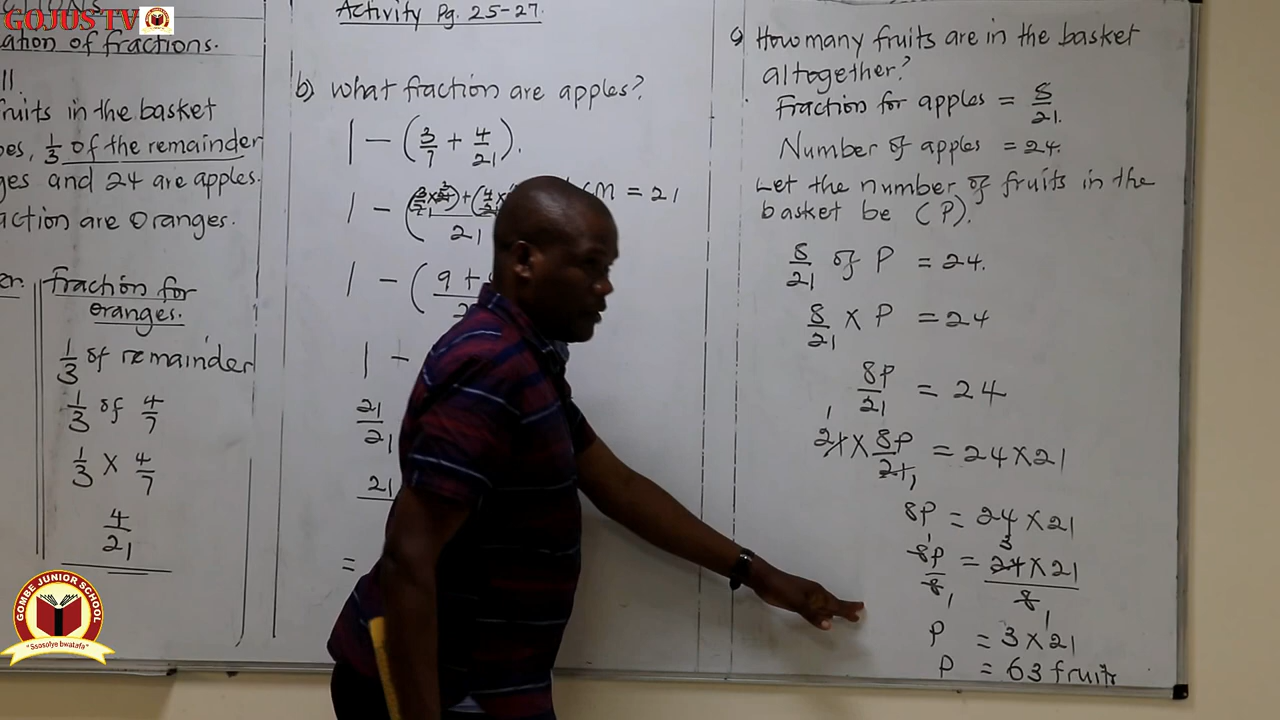 GOJUS TV
ation of fractions.
11.
fruits in the basket
1/3 of the remainder
ges and 24 are apples.
action are Oranges.
Fraction for
oranges.
1/3 of remainder
1/3 of 4/7
1/3 X 4/7
4/21
GOMBE JUNIOR SCHOOL
"Ssosolye bwatafa"
Activity Pg. 25-27.
b) What fraction are apples?
1 - (3/7 + 4/21).
= 21
1 - (
21
1 - (9 +
1 -
21/21
21
=
How many fruits are in the basket
altogether?
Fraction for apples = 8/21.
Number of apples = 24.
Let the number of fruits in the
basket be (P).
8/21 of P = 24.
8/21 X P = 24
8P/21 = 24
21 X 8P/21 = 24 X 21
8P = 24 X 21
8P/8 = 24 X 21/8
P = 3 X 21
P = 63 fruits